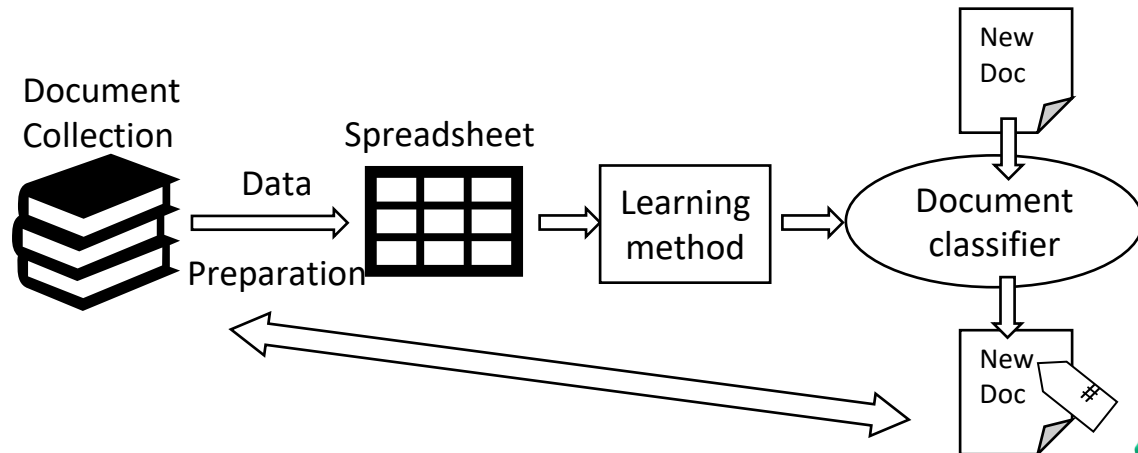 Document
Collection
Data
Preparation
Spreadsheet
Learning
method
New
Doc
Document
classifier
New
Doc
#